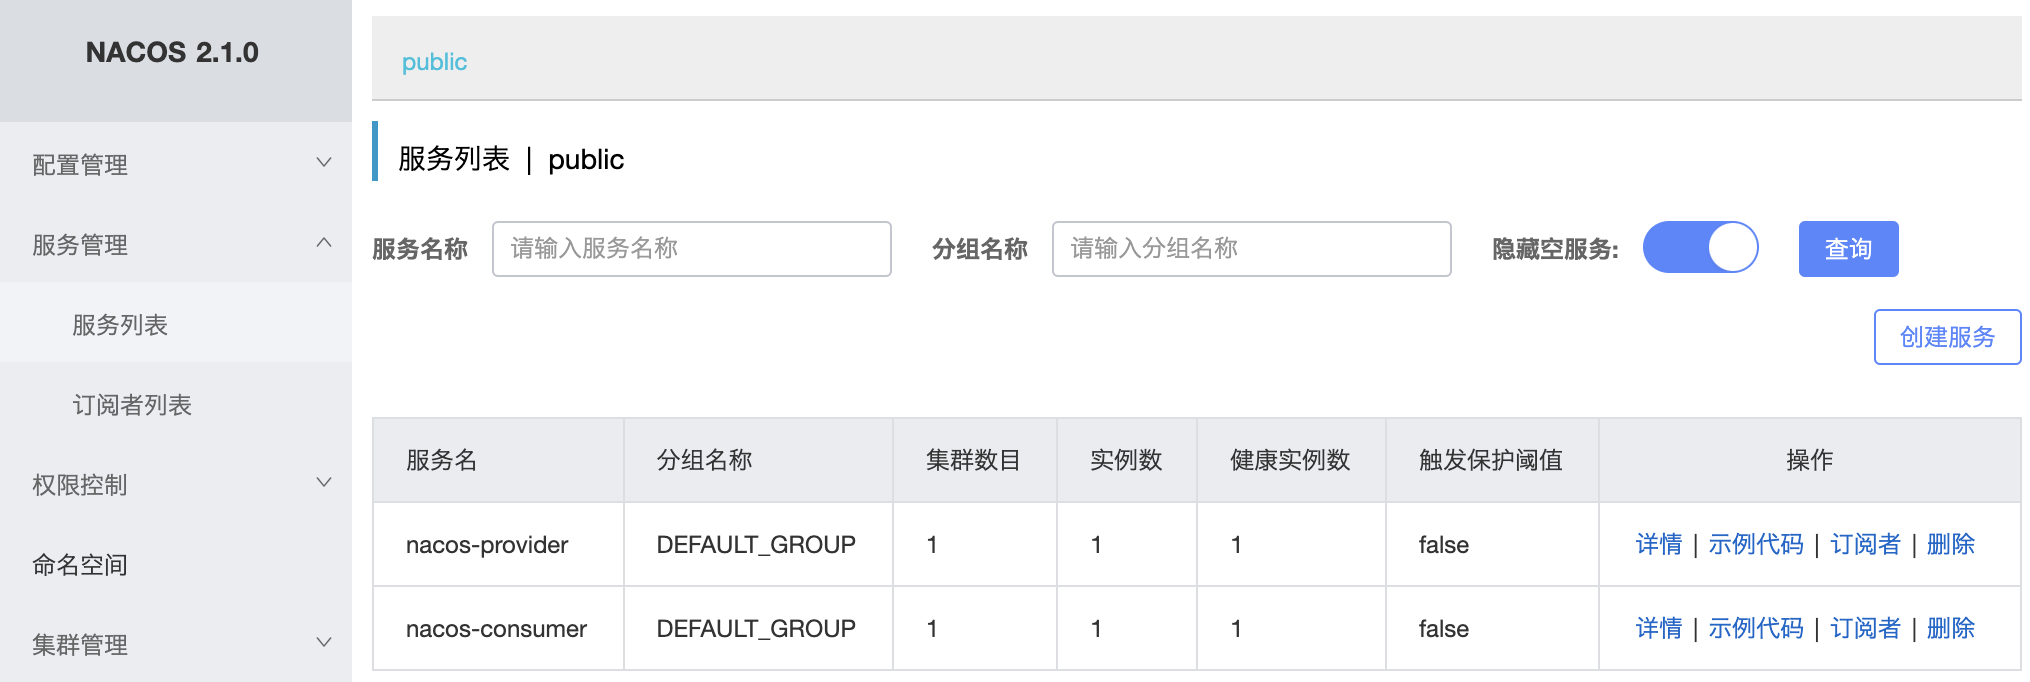 NACOS 2.1.0
配置管理
服务管理
服务列表
订阅者列表
权限控制
命名空间
集群管理
public
服务列表 | public
服务名称 请输入服务名称 分组名称 请输入分组名称 隐藏空服务: 查询
创建服务
服务名 分组名称 集群数目 实例数 健康实例数 触发保护阈值 操作
nacos-provider DEFAULT_GROUP 1 1 1 false 详情 | 示例代码 | 订阅者 | 删除
nacos-consumer DEFAULT_GROUP 1 1 1 false 详情 | 示例代码 | 订阅者 | 删除